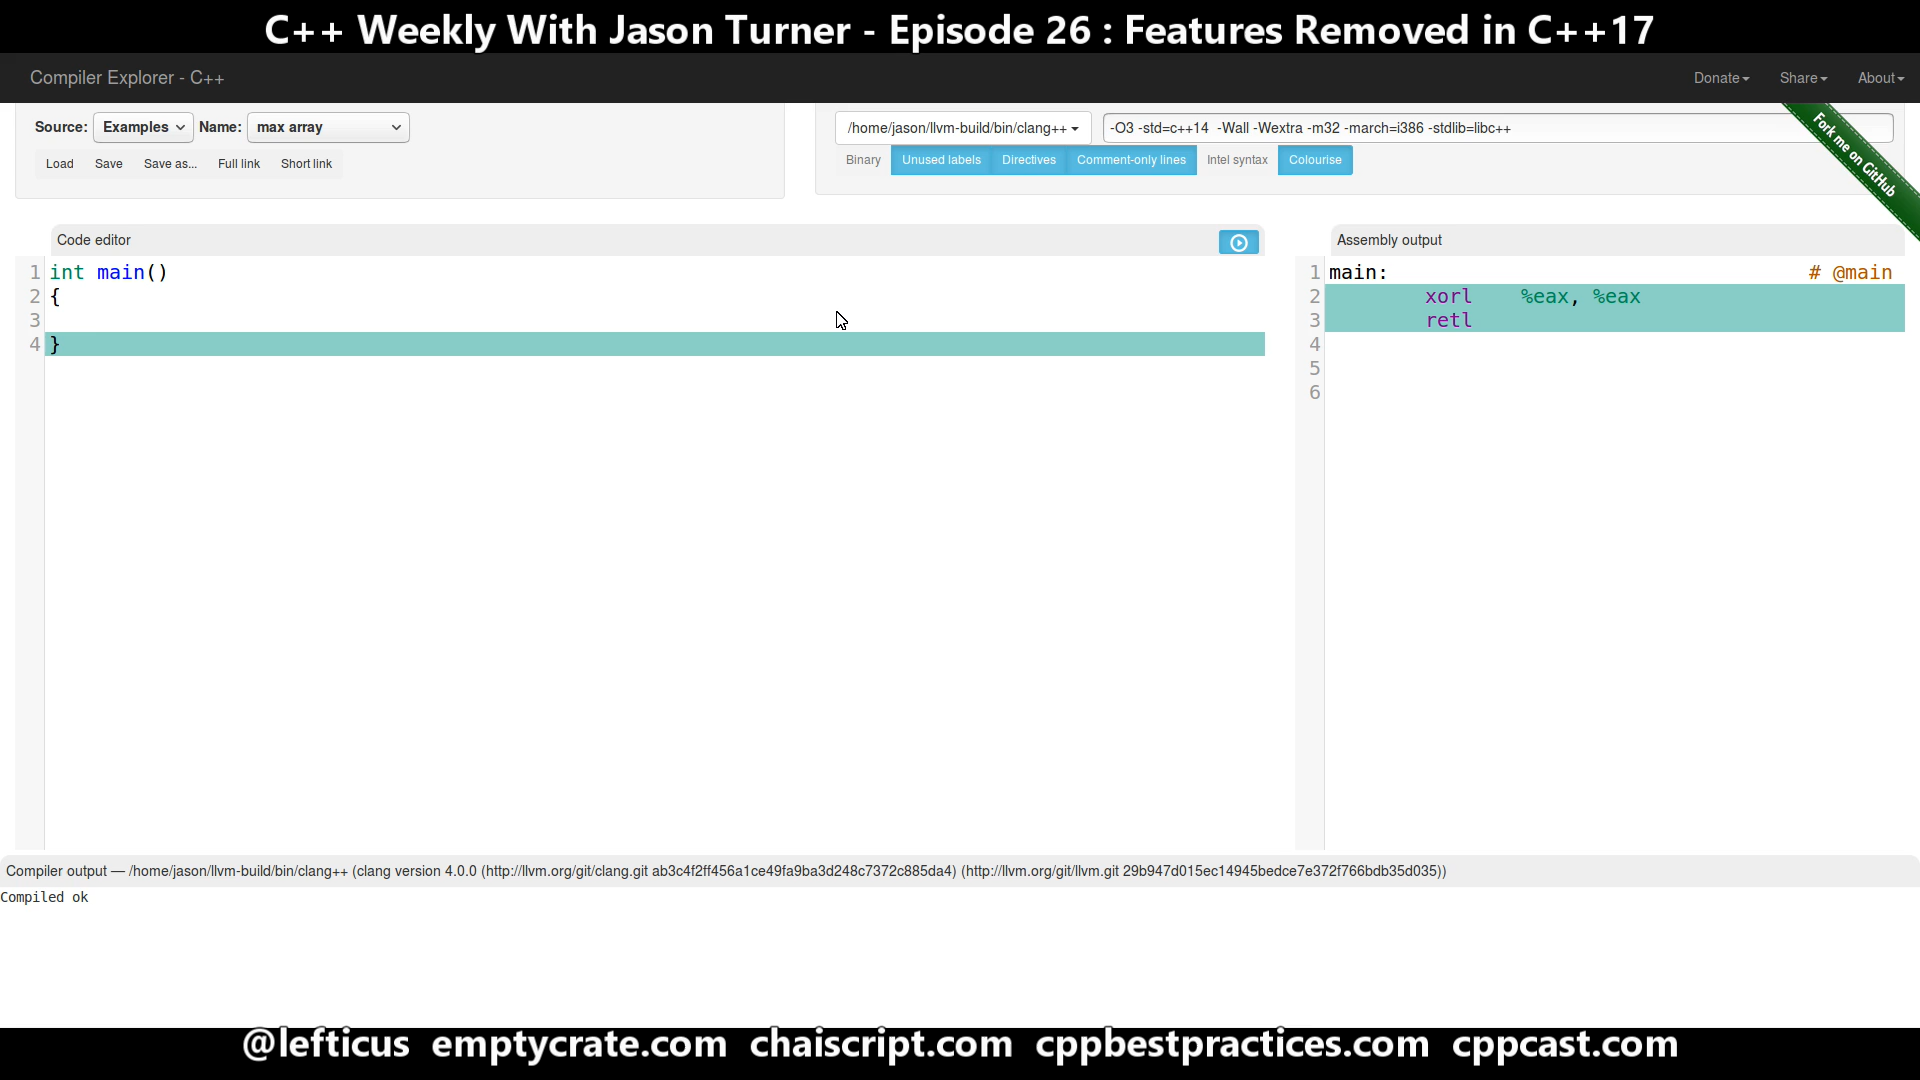 C++ Weekly With Jason Turner - Episode 26 : Features Removed in C++17
Compiler Explorer - C++ Donate Share About
Source: Examples Name: max array /home/jason/llvm-build/bin/clang++ -O3 -std=c++14  -Wall -Wextra -m32 -march=i386 -stdlib=libc++
Fork me on GitHub
Load Save Save as... Full link Short link Binary Unused labels Directives Comment-only lines Intel syntax Colourise
Code editor Assembly output
1 int main()
2 {
3
4 }
1 main: # @main
2 xorl %eax, %eax
3 retl
4
5
6
Compiler output — /home/jason/llvm-build/bin/clang++ (clang version 4.0.0 (http://llvm.org/git/clang.git ab3c4f2ff456a1ce49fa9ba3d248c7372c885da4) (http://llvm.org/git/llvm.git 29b947d015ec14945bedce7e372f766bdb35d035))
Compiled ok
@lefticus emptycrate.com chaiscript.com cppbestpractices.com cppcast.com